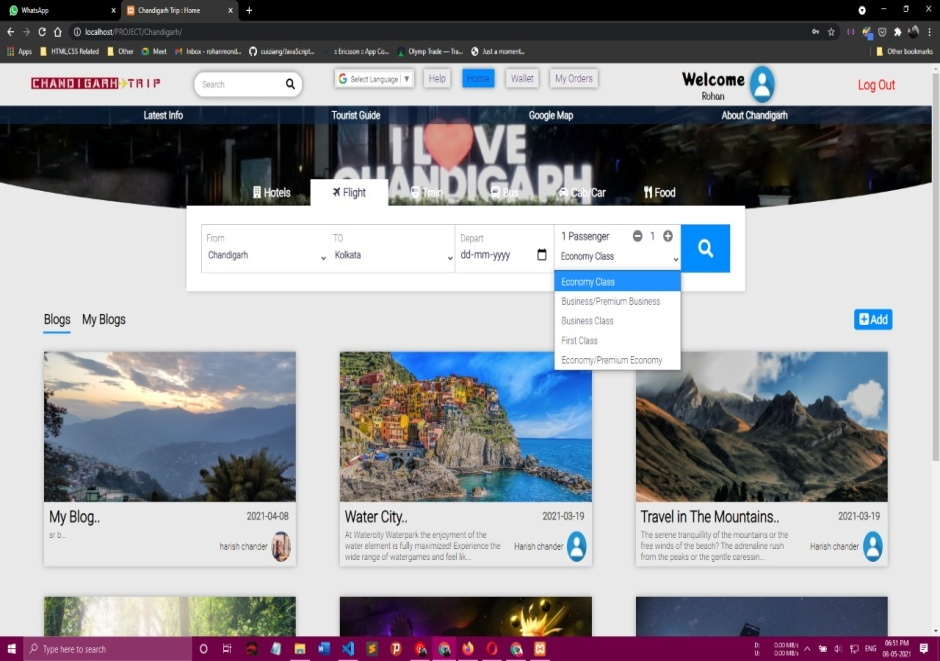 WhatsApp
Chandigarh Trip : Home
localhost/PROJECT/Chandigarh/
Apps HTML,CSS Related Other Meet Inbox - rohanmond... cuiziang/JavaScript... :: Ericsson :: App Co... Olymp Trade — Tra... Just a moment... Other bookmarks
CHANDIGARH TRIP
Search
Select Language ▼
Help
Home
Wallet
My Orders
Welcome
Rohan
Log Out
Latest Info Tourist Guide Google Map About Chandigarh
I LOVE
CHANDIGARH
Hotels Flight Train Bus Cab/Car Food
From TO Depart 1 Passenger 1
Chandigarh Kolkata dd-mm-yyyy Economy Class
Economy Class
Business/Premium Business
Business Class
First Class
Economy/Premium Economy
Blogs My Blogs Add
My Blog.. 2021-04-08
sr b...
harish chander
Water City.. 2021-03-19
At Watercity Waterpark the enjoyment of the
water element is fully maximized! Experience the
wide range of watergames and feel lik...
Harish chander
Travel in The Mountains.. 2021-03-19
The serene tranquillity of the mountains or the
free winds of the beach? The adrenaline rush
from the peaks or the gentle caressin...
Harish chander
Type here to search
D: 0.00 MB/s
U: 0.00 MB/s
ENG
06:51 PM
08-05-2021